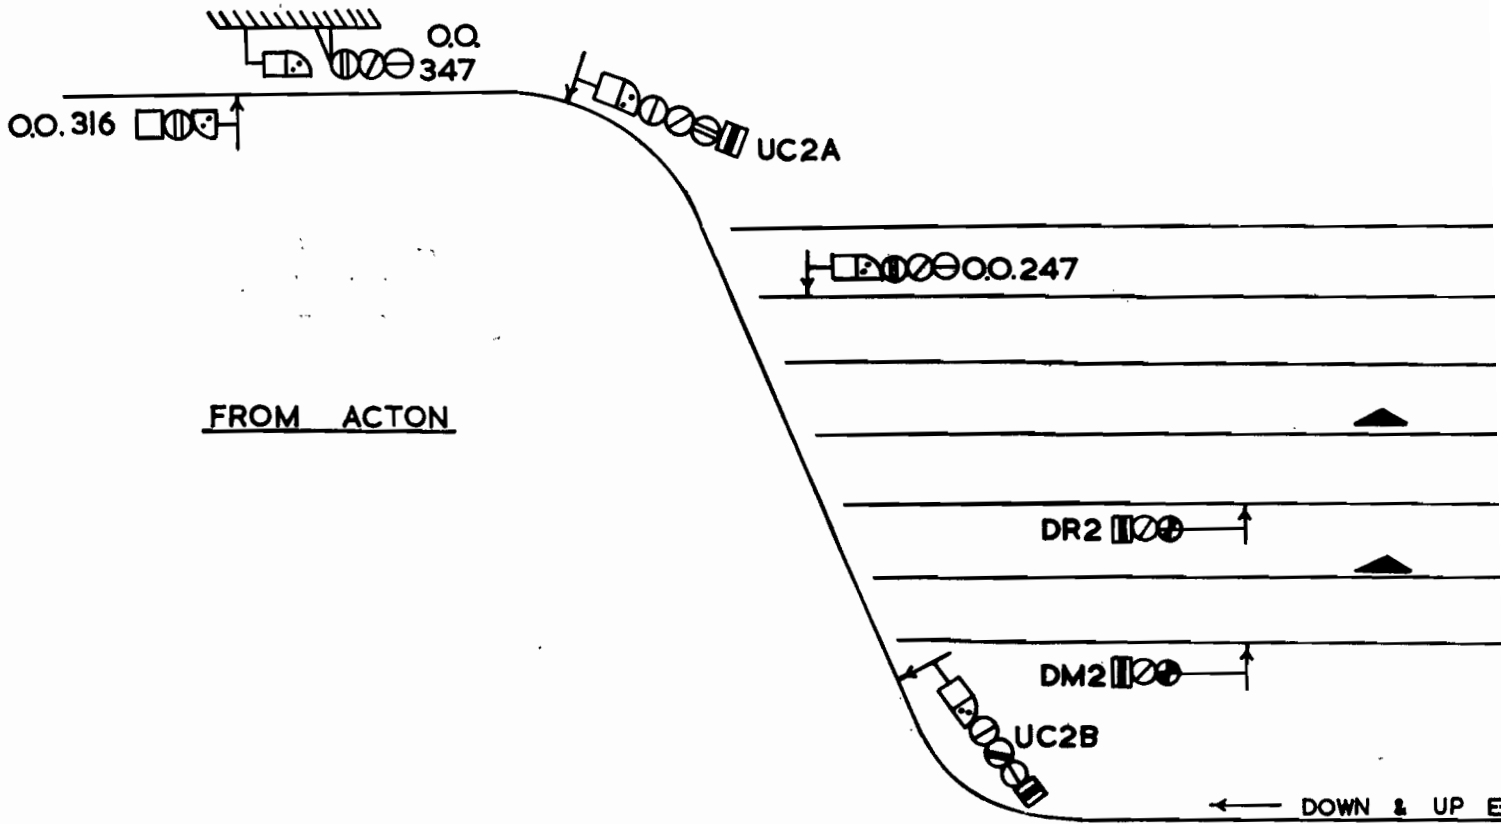 O.O.
347
O.O. 316
UC2A
O.O. 247
FROM ACTON
DR2
DM2
UC2B
DOWN & UP E